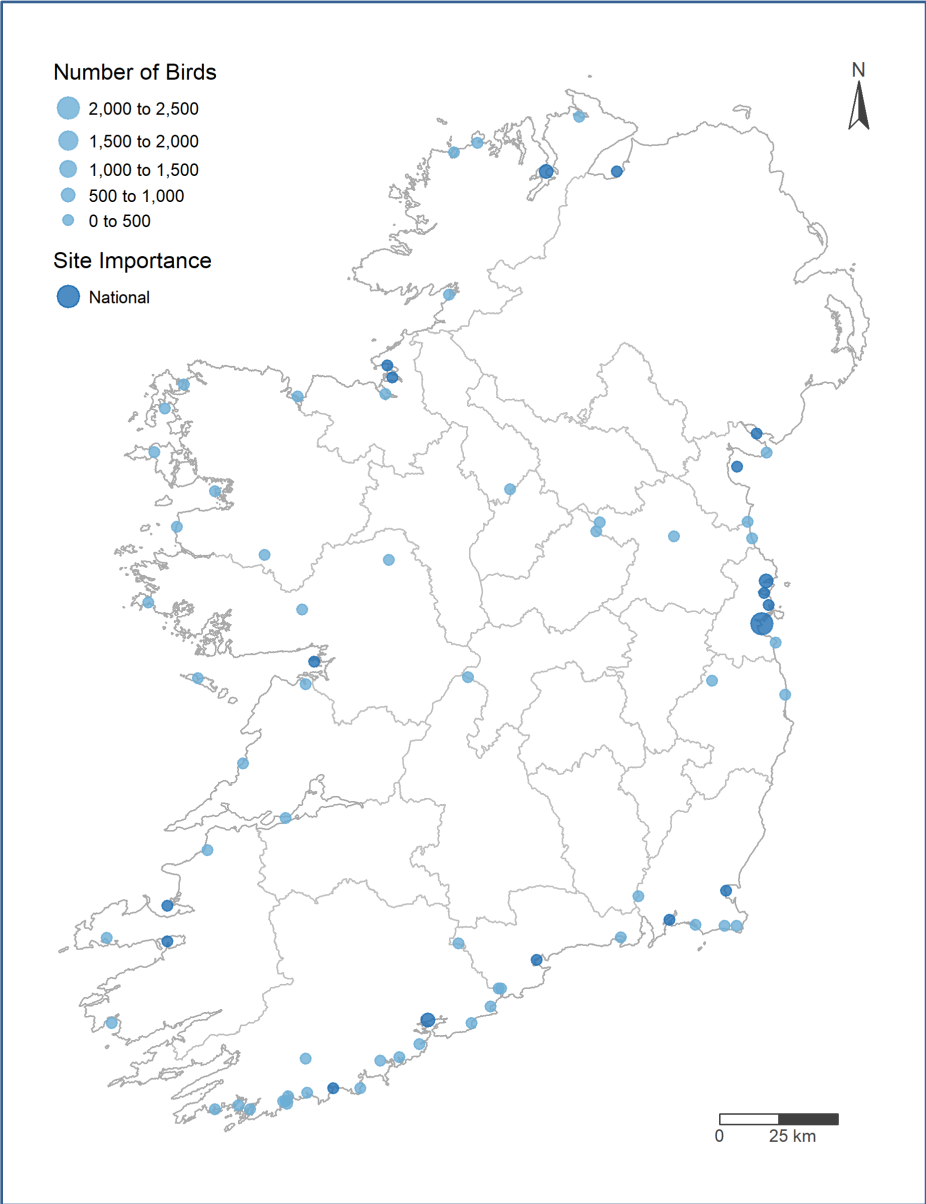 Number of Birds
2,000 to 2,500
1,500 to 2,000
1,000 to 1,500
500 to 1,000
0 to 500
Site Importance
National
N
0 25 km